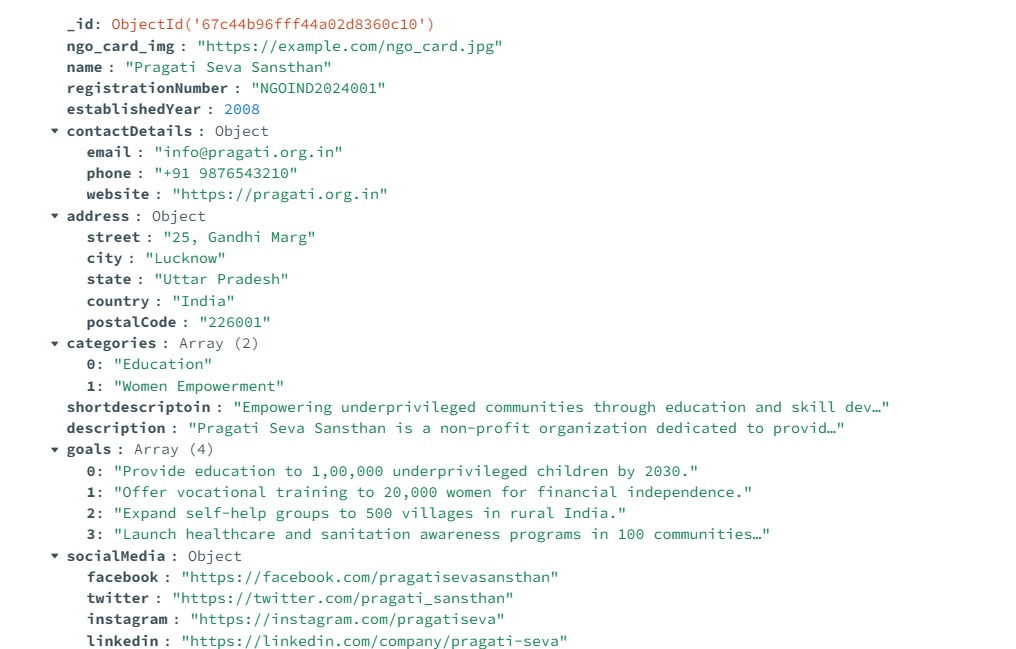 _id: ObjectId('67c44b96fff44a02d8360c10')
ngo_card_img : "https://example.com/ngo_card.jpg"
name : "Pragati Seva Sansthan"
registrationNumber : "NGOIND2024001"
establishedYear : 2008
contactDetails : Object
email : "info@pragati.org.in"
phone : "+91 9876543210"
website : "https://pragati.org.in"
address : Object
street : "25, Gandhi Marg"
city : "Lucknow"
state : "Uttar Pradesh"
country : "India"
postalCode : "226001"
categories : Array (2)
0: "Education"
1: "Women Empowerment"
shortdescriptoin : "Empowering underprivileged communities through education and skill dev…"
description : "Pragati Seva Sansthan is a non-profit organization dedicated to provid…"
goals : Array (4)
0: "Provide education to 1,00,000 underprivileged children by 2030."
1: "Offer vocational training to 20,000 women for financial independence."
2: "Expand self-help groups to 500 villages in rural India."
3: "Launch healthcare and sanitation awareness programs in 100 communities…"
socialMedia : Object
facebook : "https://facebook.com/pragatisevasansthan"
twitter : "https://twitter.com/pragati_sansthan"
instagram : "https://instagram.com/pragatiseva"
linkedin : "https://linkedin.com/company/pragati-seva"